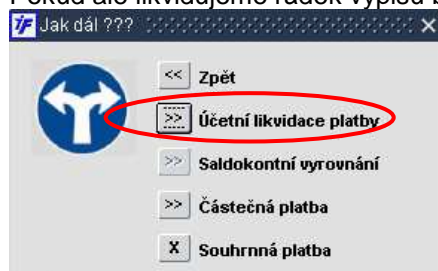 Pokud ale likvidujeme řádek výpisu b
Jak dál ???
<< Zpět
>> Účetní likvidace platby
>> Saldokontní vyrovnání
>> Částečná platba
X Souhrnná platba